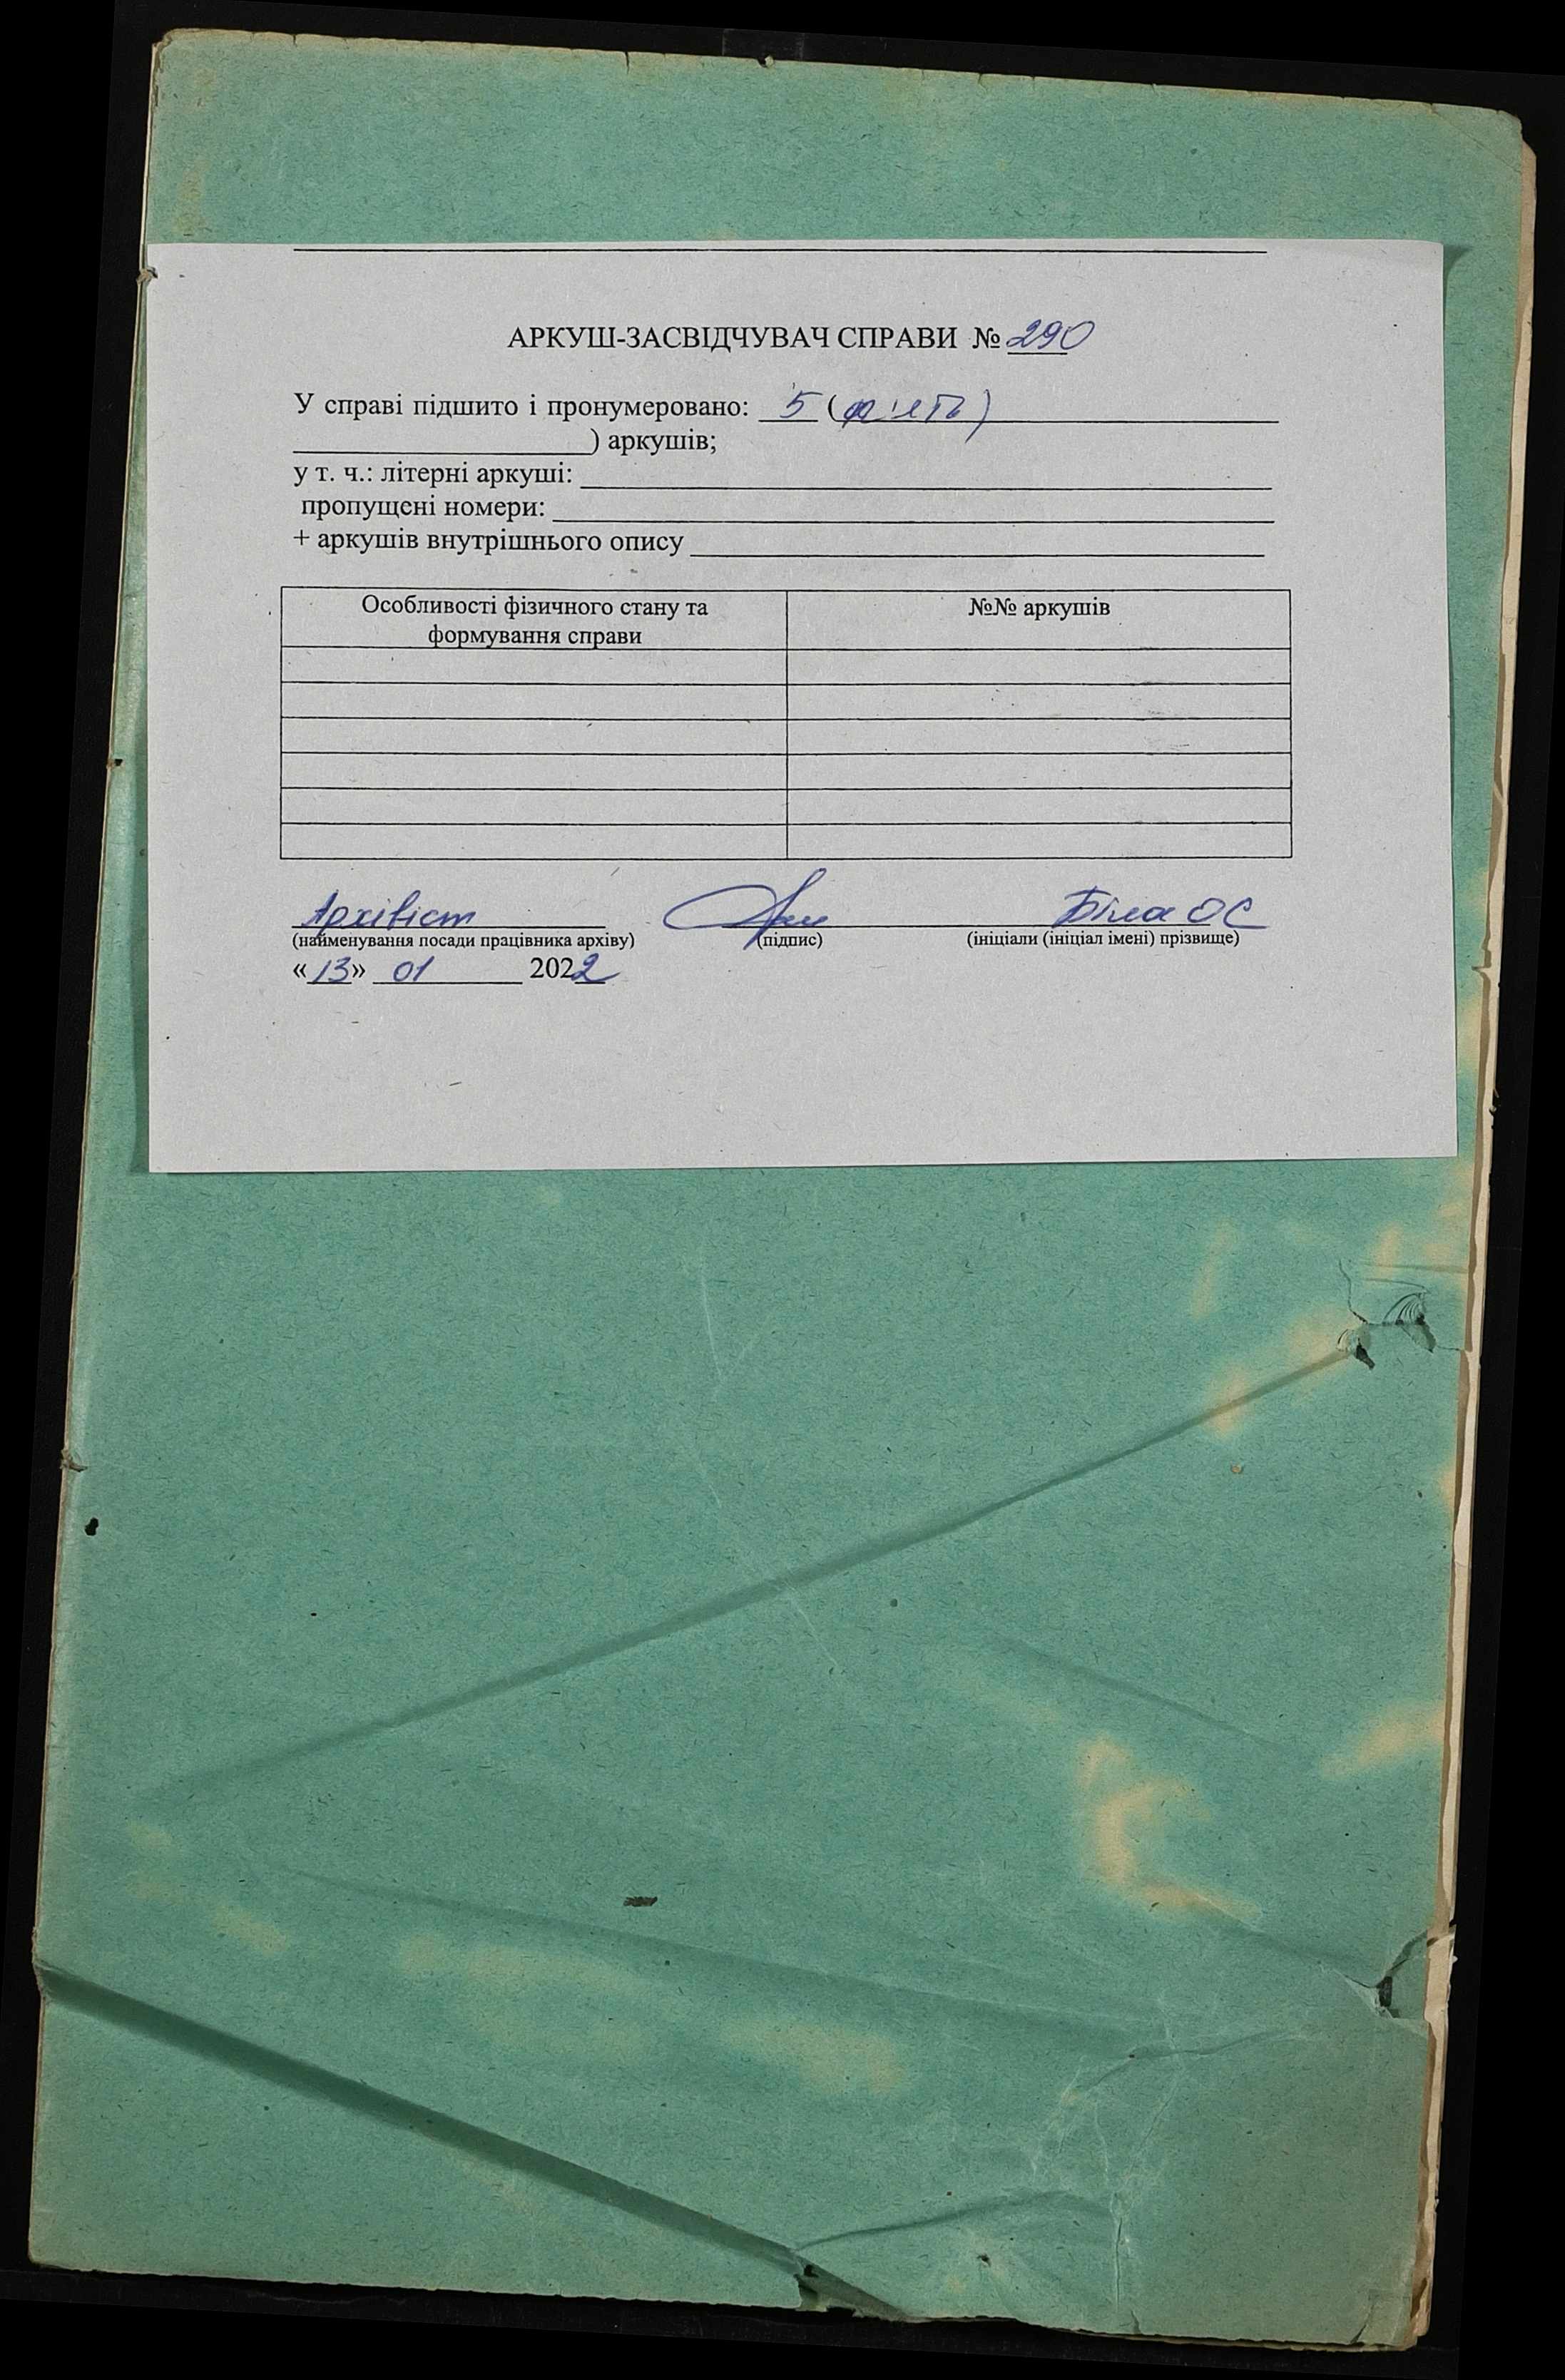 АРКУШ-ЗАСВІДЧУВАЧ СПРАВИ № 290
У справі підшито і пронумеровано: 5 (п'ять)
) аркушів;
у т. ч.: літерні аркуші:
пропущені номери:
+ аркушів внутрішнього опису
Особливості фізичного стану та №№ аркушів
формування справи
Архівіст Біла ОС
(найменування посади працівника архіву) (підпис) (ініціали (ініціал імені) прізвище)
«13» 01 2022